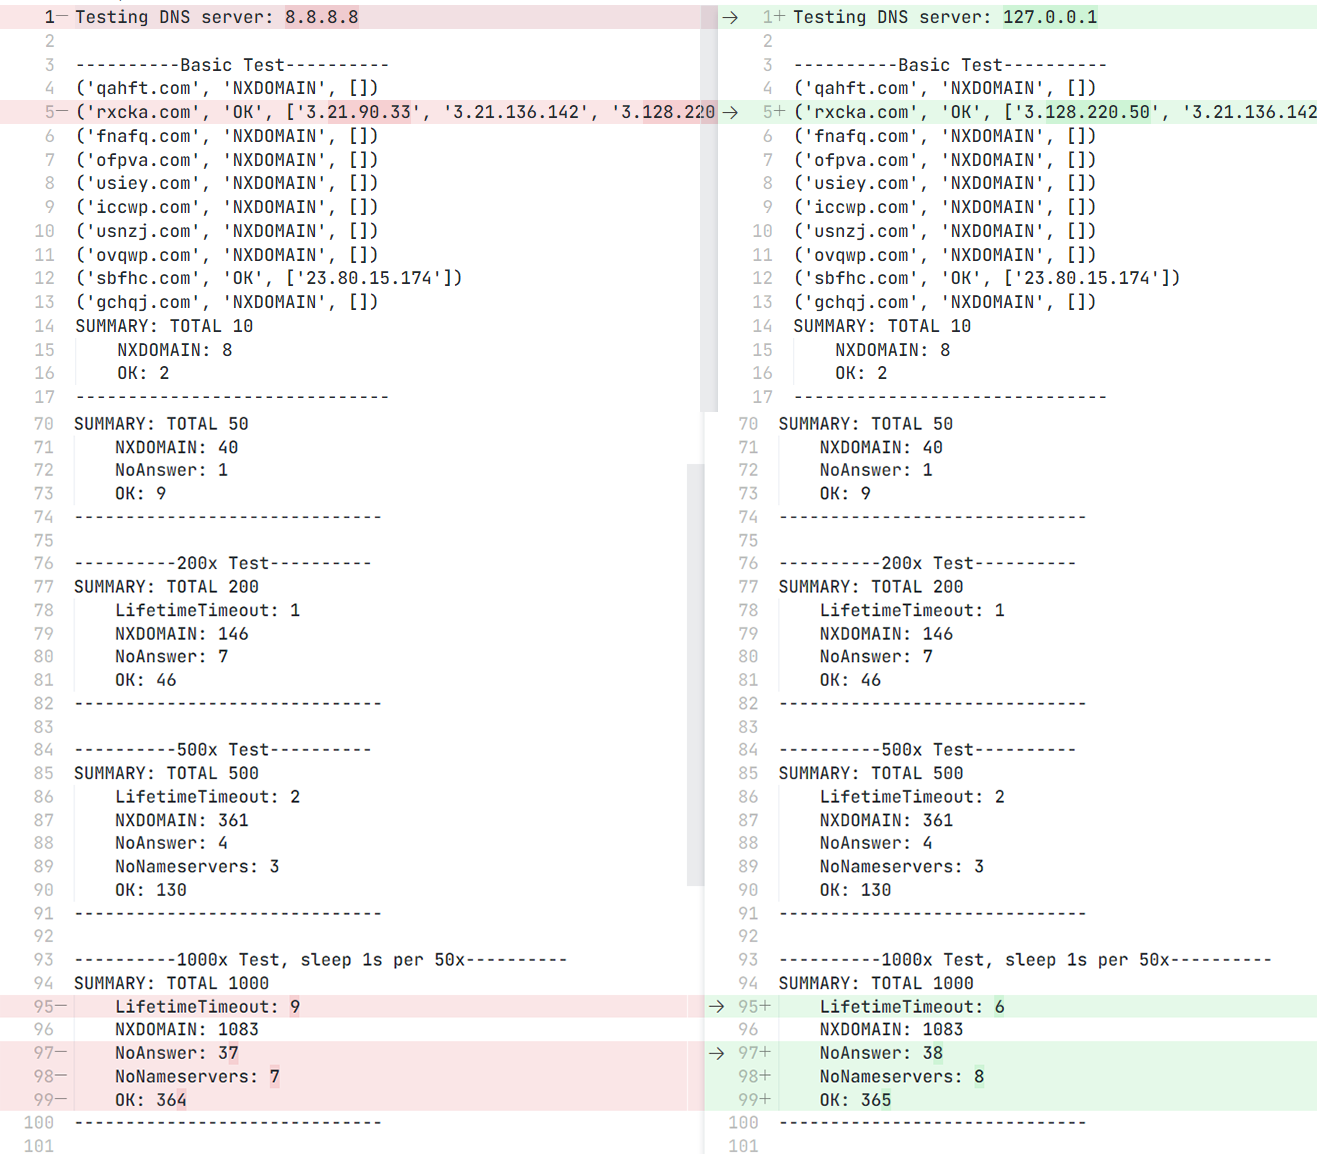 1− Testing DNS server: 8.8.8.8
2
3 ----------Basic Test----------
4 ('qahft.com', 'NXDOMAIN', [])
5− ('rxcka.com', 'OK', ['3.21.90.33', '3.21.136.142', '3.128.220
6 ('fnafq.com', 'NXDOMAIN', [])
7 ('ofpva.com', 'NXDOMAIN', [])
8 ('usiey.com', 'NXDOMAIN', [])
9 ('iccwp.com', 'NXDOMAIN', [])
10 ('usnzj.com', 'NXDOMAIN', [])
11 ('ovqwp.com', 'NXDOMAIN', [])
12 ('sbfhc.com', 'OK', ['23.80.15.174'])
13 ('gchqj.com', 'NXDOMAIN', [])
14 SUMMARY: TOTAL 10
15 NXDOMAIN: 8
16 OK: 2
17 ------------------------------
70 SUMMARY: TOTAL 50
71 NXDOMAIN: 40
72 NoAnswer: 1
73 OK: 9
74 ------------------------------
75
76 ----------200x Test----------
77 SUMMARY: TOTAL 200
78 LifetimeTimeout: 1
79 NXDOMAIN: 146
80 NoAnswer: 7
81 OK: 46
82 ------------------------------
83
84 ----------500x Test----------
85 SUMMARY: TOTAL 500
86 LifetimeTimeout: 2
87 NXDOMAIN: 361
88 NoAnswer: 4
89 NoNameservers: 3
90 OK: 130
91 ------------------------------
92
93 ----------1000x Test, sleep 1s per 50x----------
94 SUMMARY: TOTAL 1000
95− LifetimeTimeout: 9
96 NXDOMAIN: 1083
97− NoAnswer: 37
98− NoNameservers: 7
99− OK: 364
100 ------------------------------
101
→ 1+ Testing DNS server: 127.0.0.1
2
3 ----------Basic Test----------
4 ('qahft.com', 'NXDOMAIN', [])
→ 5+ ('rxcka.com', 'OK', ['3.128.220.50', '3.21.136.142
6 ('fnafq.com', 'NXDOMAIN', [])
7 ('ofpva.com', 'NXDOMAIN', [])
8 ('usiey.com', 'NXDOMAIN', [])
9 ('iccwp.com', 'NXDOMAIN', [])
10 ('usnzj.com', 'NXDOMAIN', [])
11 ('ovqwp.com', 'NXDOMAIN', [])
12 ('sbfhc.com', 'OK', ['23.80.15.174'])
13 ('gchqj.com', 'NXDOMAIN', [])
14 SUMMARY: TOTAL 10
15 NXDOMAIN: 8
16 OK: 2
17 ------------------------------
70 SUMMARY: TOTAL 50
71 NXDOMAIN: 40
72 NoAnswer: 1
73 OK: 9
74 ------------------------------
75
76 ----------200x Test----------
77 SUMMARY: TOTAL 200
78 LifetimeTimeout: 1
79 NXDOMAIN: 146
80 NoAnswer: 7
81 OK: 46
82 ------------------------------
83
84 ----------500x Test----------
85 SUMMARY: TOTAL 500
86 LifetimeTimeout: 2
87 NXDOMAIN: 361
88 NoAnswer: 4
89 NoNameservers: 3
90 OK: 130
91 ------------------------------
92
93 ----------1000x Test, sleep 1s per 50x----------
94 SUMMARY: TOTAL 1000
→ 95+ LifetimeTimeout: 6
96 NXDOMAIN: 1083
→ 97+ NoAnswer: 38
98+ NoNameservers: 8
99+ OK: 365
100 ------------------------------
101